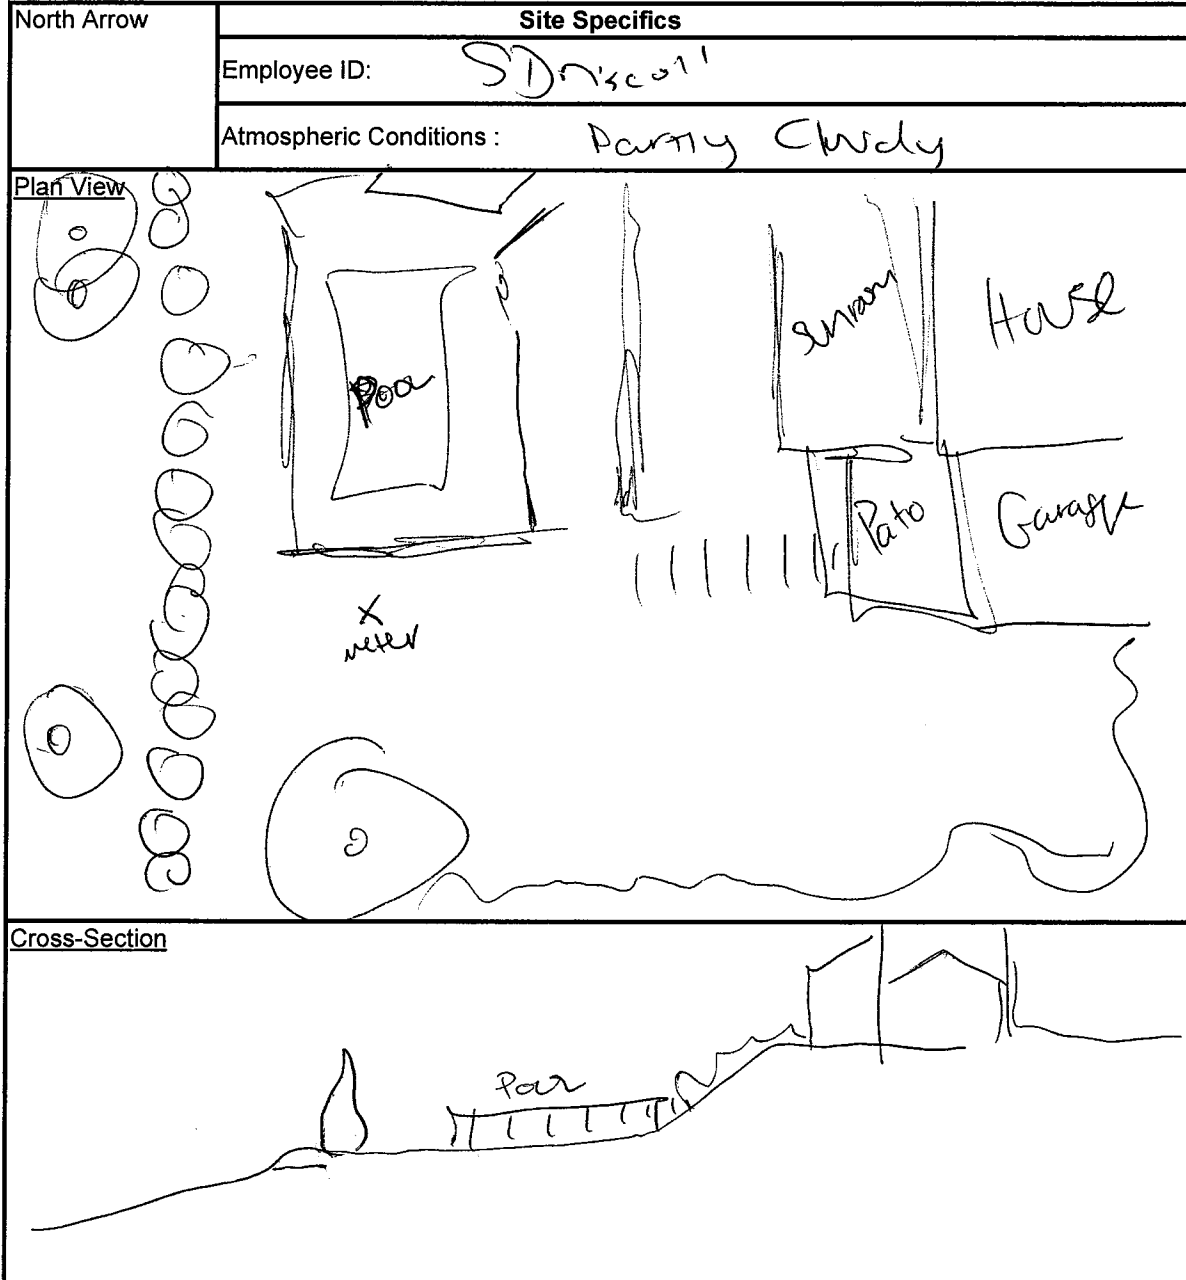 North Arrow
Site Specifics
Employee ID: SDriscoll
Atmospheric Conditions : Partly Cloudy
Plan View
Sunroom
House
Pool
Patio
Garage
X
meter
Cross-Section
Pool